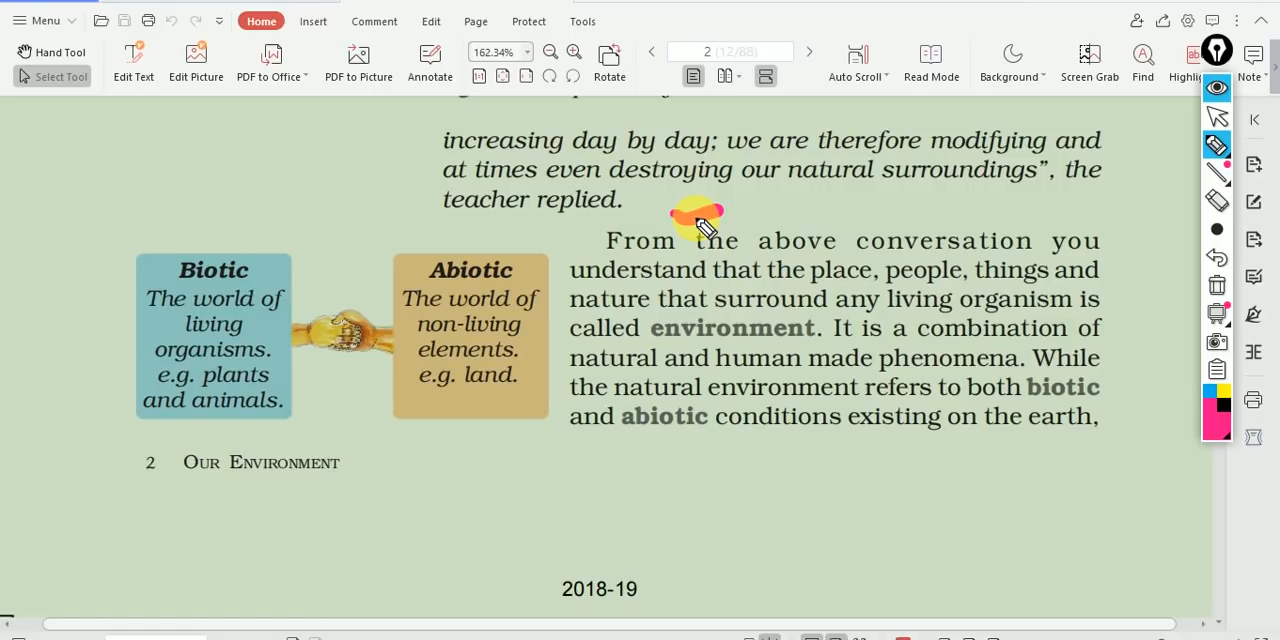 Menu
Home
Insert
Comment
Edit
Page
Protect
Tools
Hand Tool
Select Tool
Edit Text
Edit Picture
PDF to Office
PDF to Picture
Annotate
162.34%
Rotate
2 (12/88)
Auto Scroll
Read Mode
Background
Screen Grab
Find
Highlig
Note
increasing day by day; we are therefore modifying and
at times even destroying our natural surroundings”, the
teacher replied.
Biotic
The world of
living
organisms.
e.g. plants
and animals.
Abiotic
The world of
non-living
elements.
e.g. land.
From the above conversation you
understand that the place, people, things and
nature that surround any living organism is
called environment. It is a combination of
natural and human made phenomena. While
the natural environment refers to both biotic
and abiotic conditions existing on the earth,
2 OUR ENVIRONMENT
2018-19